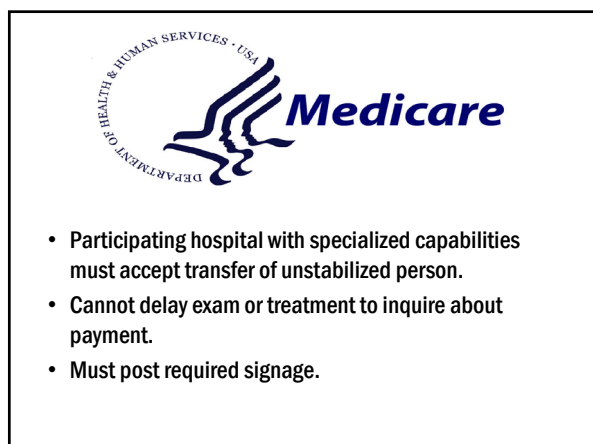 DEPARTMENT OF HEALTH & HUMAN SERVICES · USA
Medicare
• Participating hospital with specialized capabilities
must accept transfer of unstabilized person.
• Cannot delay exam or treatment to inquire about
payment.
• Must post required signage.